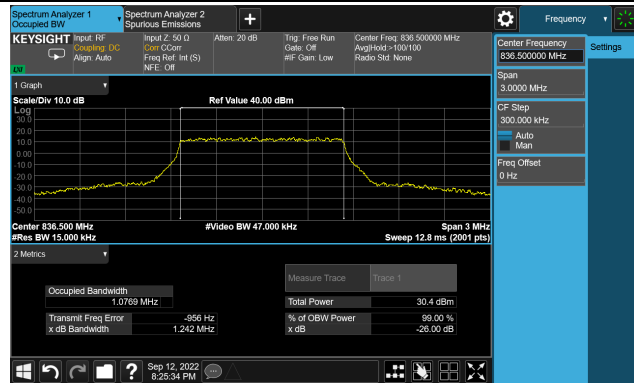 Spectrum Analyzer 1
Occupied BW
Spectrum Analyzer 2
Spurious Emissions
Frequency
KEYSIGHT
Input: RF
Coupling: DC
Align: Auto
Input Z: 50 Ω
Corr CCorr
Freq Ref: Int (S)
NFE: Off
Atten: 20 dB
Trig: Free Run
Gate: Off
#IF Gain: Low
Center Freq: 836.500000 MHz
Avg|Hold:>100/100
Radio Std: None
LXI
1 Graph
Scale/Div 10.0 dB
Ref Value 40.00 dBm
Log
30.0
20.0
10.0
0.00
-10.0
-20.0
-30.0
-40.0
-50.0
Center 836.500 MHz
#Res BW 15.000 kHz
#Video BW 47.000 kHz
Span 3 MHz
Sweep 12.8 ms (2001 pts)
2 Metrics
Measure Trace
Trace 1
Occupied Bandwidth
1.0769 MHz
Total Power
30.4 dBm
Transmit Freq Error
-956 Hz
% of OBW Power
99.00 %
x dB Bandwidth
1.242 MHz
x dB
-26.00 dB
Sep 12, 2022
8:25:34 PM
Center Frequency
836.500000 MHz
Settings
Span
3.0000 MHz
CF Step
300.000 kHz
Auto
Man
Freq Offset
0 Hz